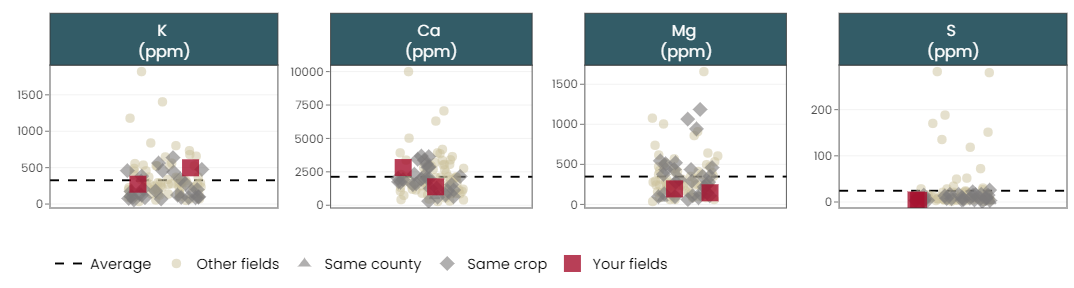 K
(ppm)
Ca
(ppm)
Mg
(ppm)
S
(ppm)
1500
1000
500
0
10000
7500
5000
2500
0
1500
1000
500
0
200
100
0
Average
Other fields
Same county
Same crop
Your fields